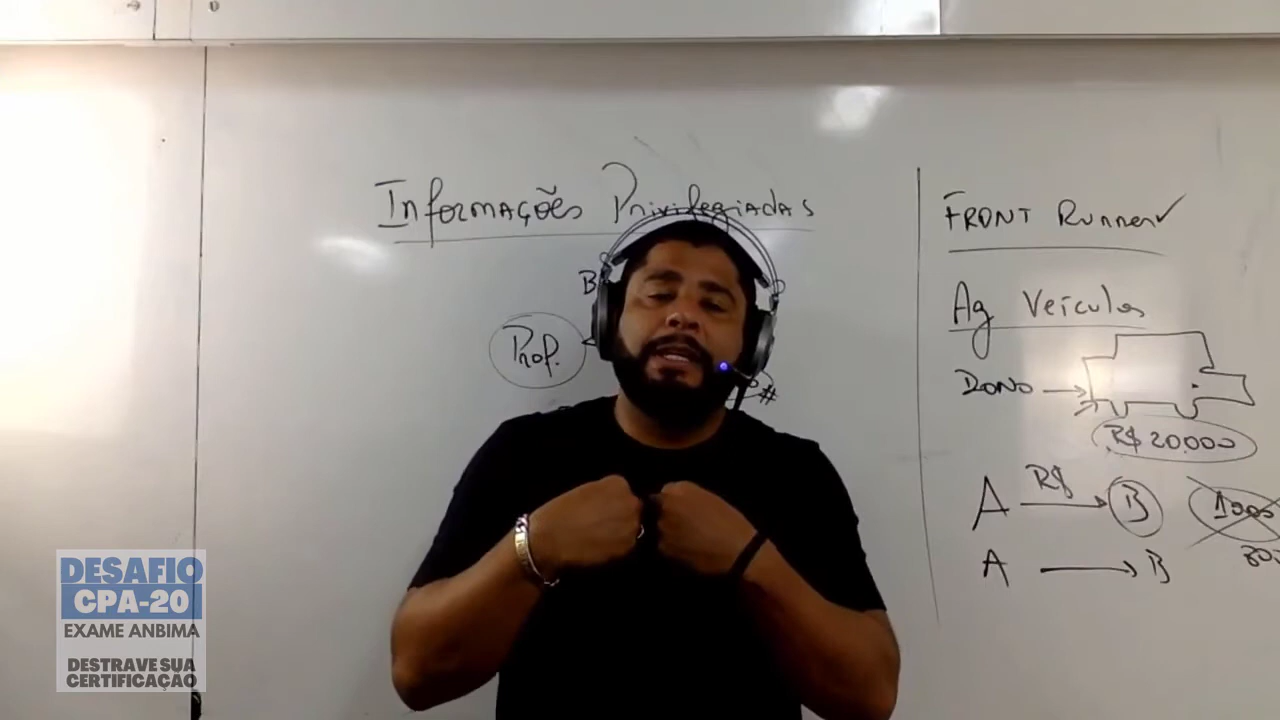 Informações Privilegiadas
B
Prof.
#
FRONT Runner
Ag Veículos
DONO
R$ 20.000
R$
A B
A B
DESAFIO
CPA-20
EXAME ANBIMA
DESTRAVE SUA
CERTIFICAÇÃO